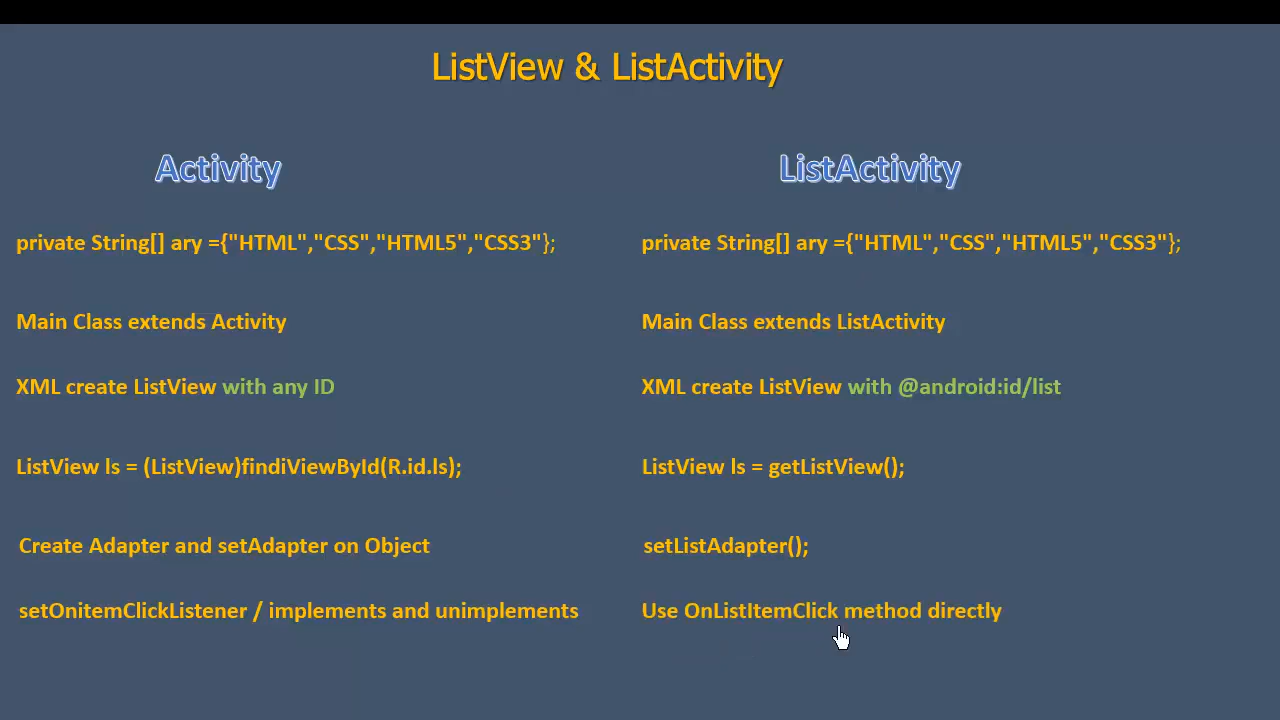 ListView & ListActivity
Activity
private String[] ary ={"HTML","CSS","HTML5","CSS3"};
Main Class extends Activity
XML create ListView with any ID
ListView ls = (ListView)findiViewById(R.id.ls);
Create Adapter and setAdapter on Object
setOnitemClickListener / implements and unimplements
ListActivity
private String[] ary ={"HTML","CSS","HTML5","CSS3"};
Main Class extends ListActivity
XML create ListView with @android:id/list
ListView ls = getListView();
setListAdapter();
Use OnListItemClick method directly